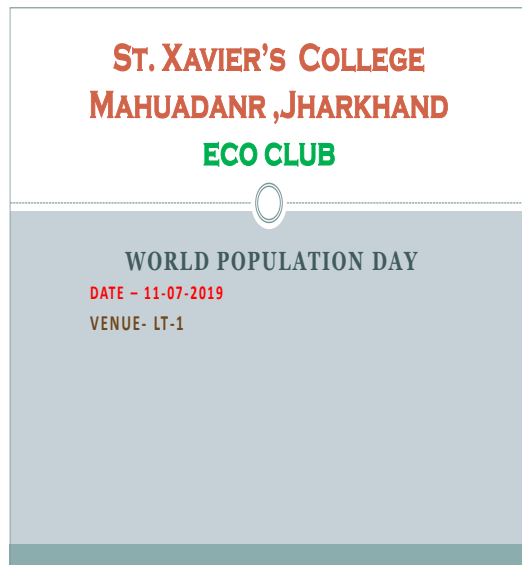 St. Xavier’s College
Mahuadanr ,Jharkhand
ECO CLUB
WORLD POPULATION DAY
DATE – 11-07-2019
VENUE- LT-1